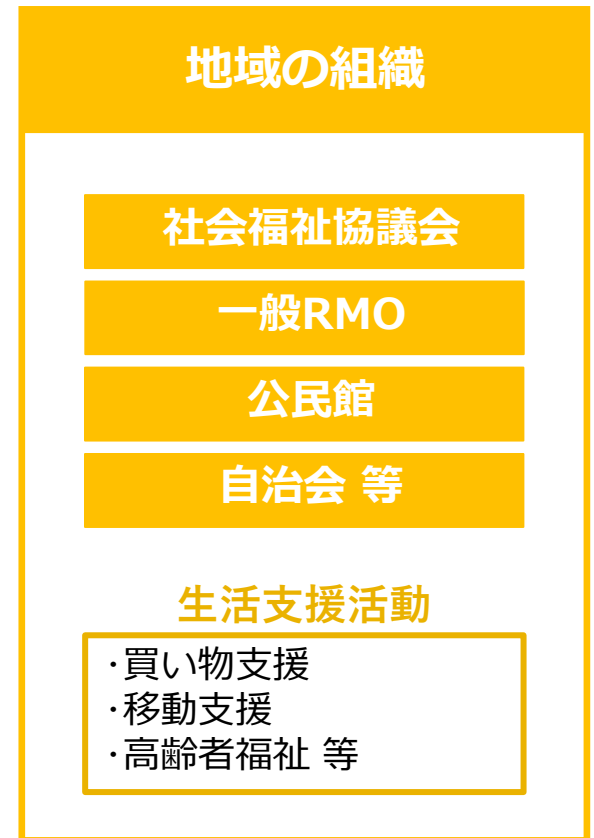 地域の組織
社会福祉協議会
一般RMO
公民館
自治会 等
生活支援活動
･買い物支援
･移動支援
･高齢者福祉 等